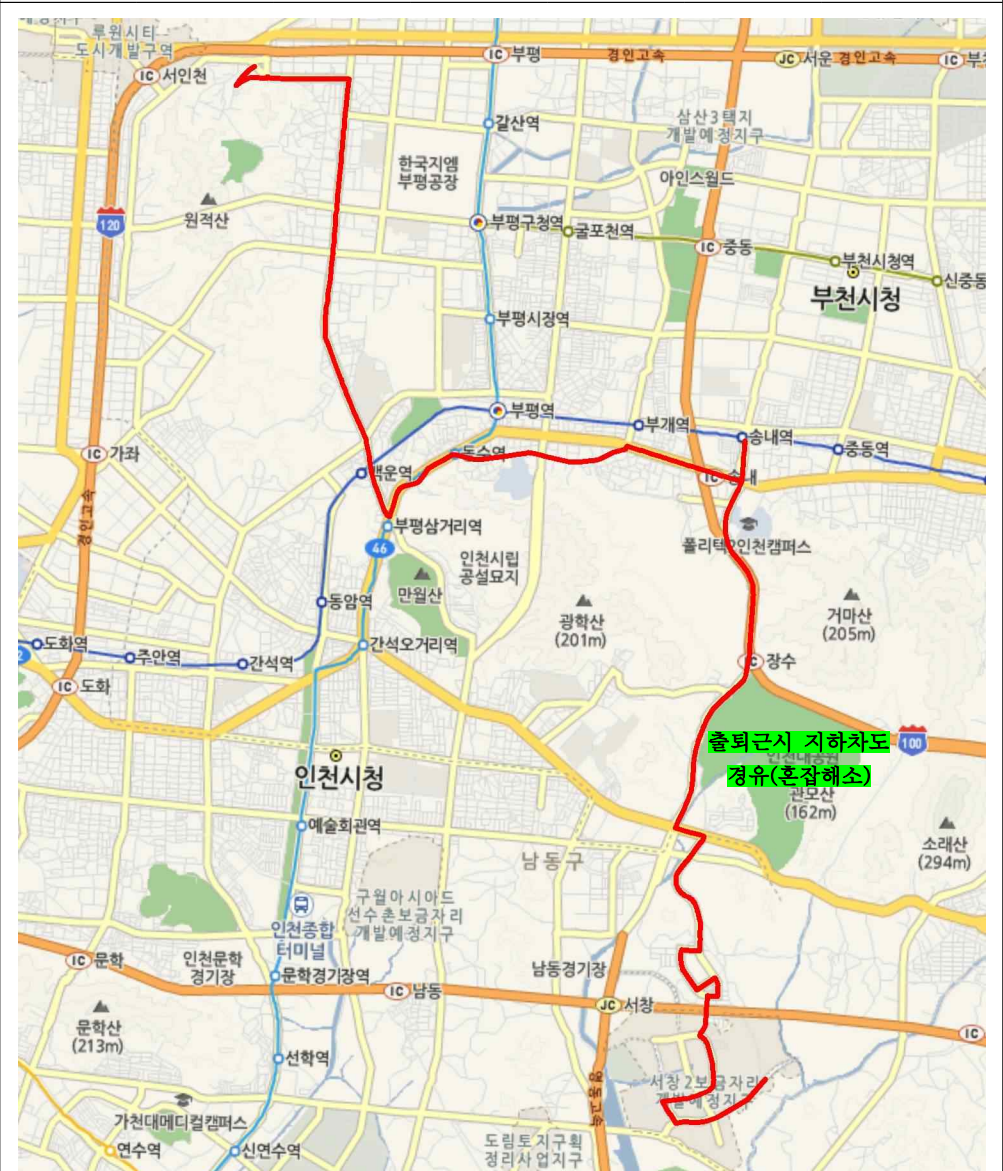 루원시티
도시개발구역
IC 서인천
IC 부평
경인고속
JC 서운
경인고속
IC
갈산역
삼산3택지
개발예정지구
한국지엠
부평공장
아인스월드
원적산
120
부평구청역
굴포천역
IC 중동
부천시청역
신중동
부천시청
부평시장역
부평역
부개역
송내역
중동역
IC 가좌
동수역
백운역
IC 송내
경인고속
부평삼거리역
폴리텍2인천캠퍼스
46
인천시립
공설묘지
만월산
동암역
광학산
(201m)
거마산
(205m)
도화역
주안역
간석역
간석오거리역
2
IC 장수
IC 도화
출퇴근시 지하차도
경유(혼잡해소)
100
인천대공원
관모산
(162m)
인천시청
예술회관역
소래산
(294m)
남동구
구월아시아드
선수촌보금자리
개발예정지구
인천종합
터미널
IC 문학
인천문학
경기장
문학경기장역
남동경기장
IC 남동
JC 서창
IC
문학산
(213m)
선학역
서창2보금자리
개발예정지구
가천대메디컬캠퍼스
연수역
신연수역
도림토지구획
정리사업지구